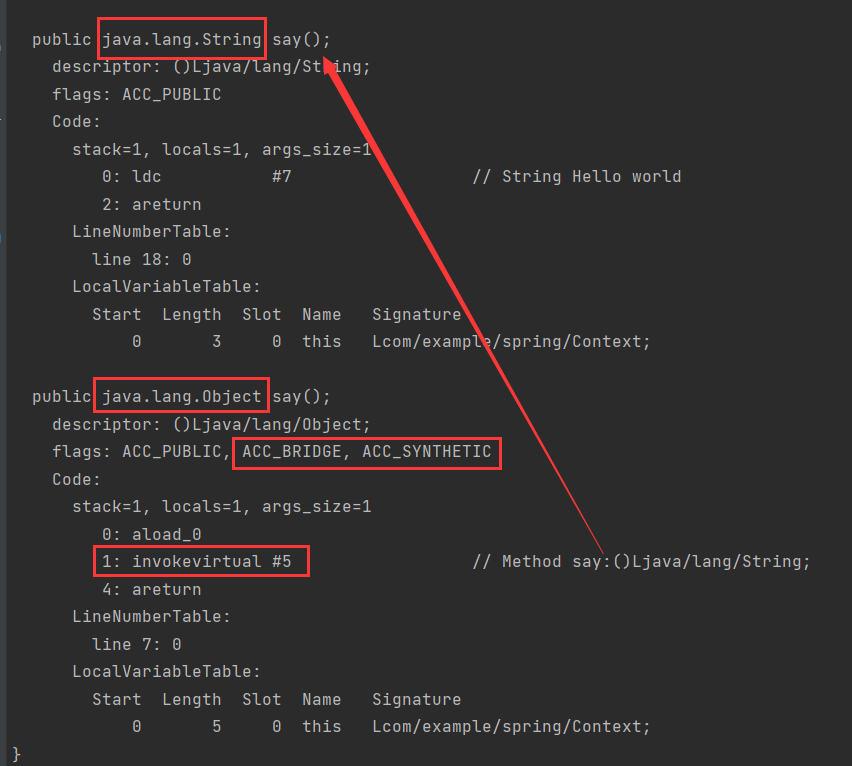 public java.lang.String say();
descriptor: ()Ljava/lang/String;
flags: ACC_PUBLIC
Code:
stack=1, locals=1, args_size=1
0: ldc #7 // String Hello world
2: areturn
LineNumberTable:
line 18: 0
LocalVariableTable:
Start Length Slot Name Signature
0 3 0 this Lcom/example/spring/Context;
public java.lang.Object say();
descriptor: ()Ljava/lang/Object;
flags: ACC_PUBLIC, ACC_BRIDGE, ACC_SYNTHETIC
Code:
stack=1, locals=1, args_size=1
0: aload_0
1: invokevirtual #5 // Method say:()Ljava/lang/String;
4: areturn
LineNumberTable:
line 7: 0
LocalVariableTable:
Start Length Slot Name Signature
0 5 0 this Lcom/example/spring/Context;
}